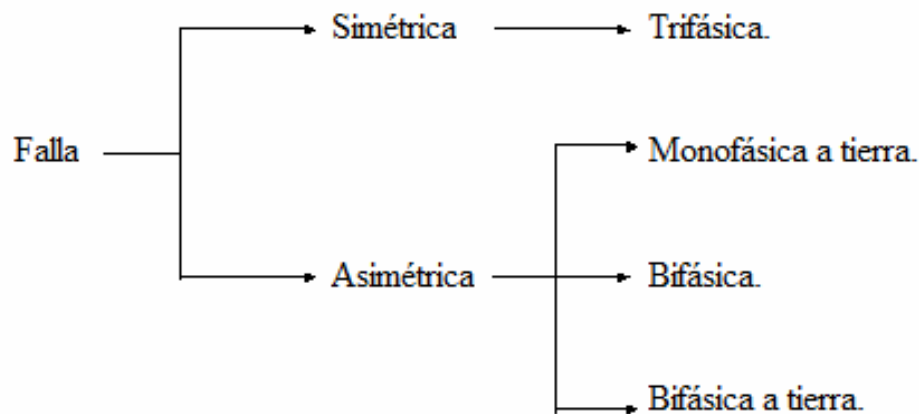 Simétrica Trifásica.
Falla Monofásica a tierra.
Asimétrica Bifásica.
Bifásica a tierra.